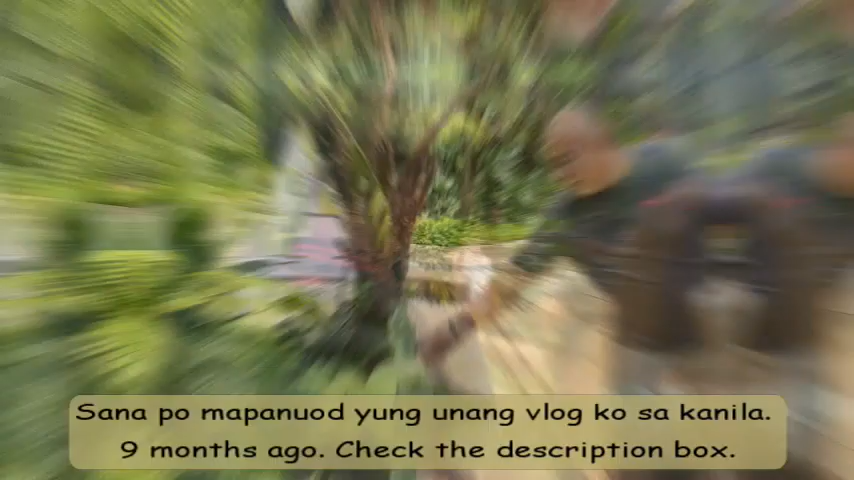 Sana po mapanuod yung unang vlog ko sa kanila.
9 months ago. Check the description box.